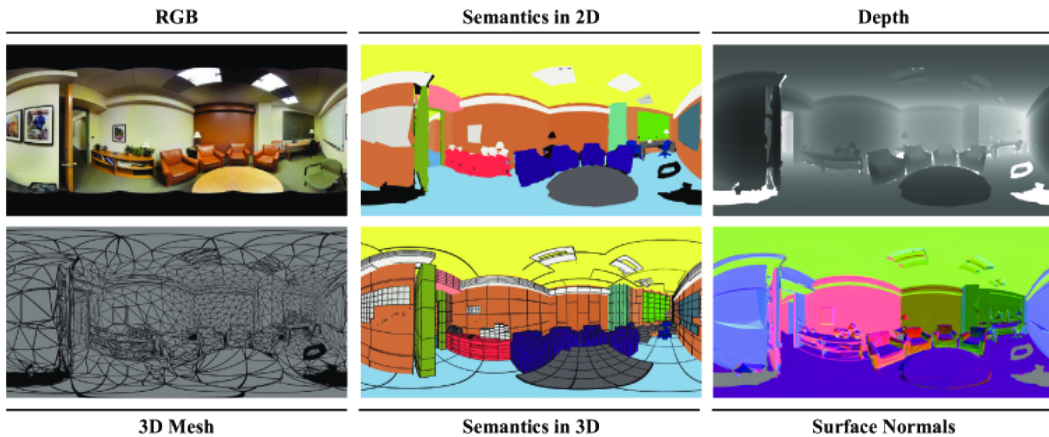 RGB
Semantics in 2D
Depth
3D Mesh
Semantics in 3D
Surface Normals